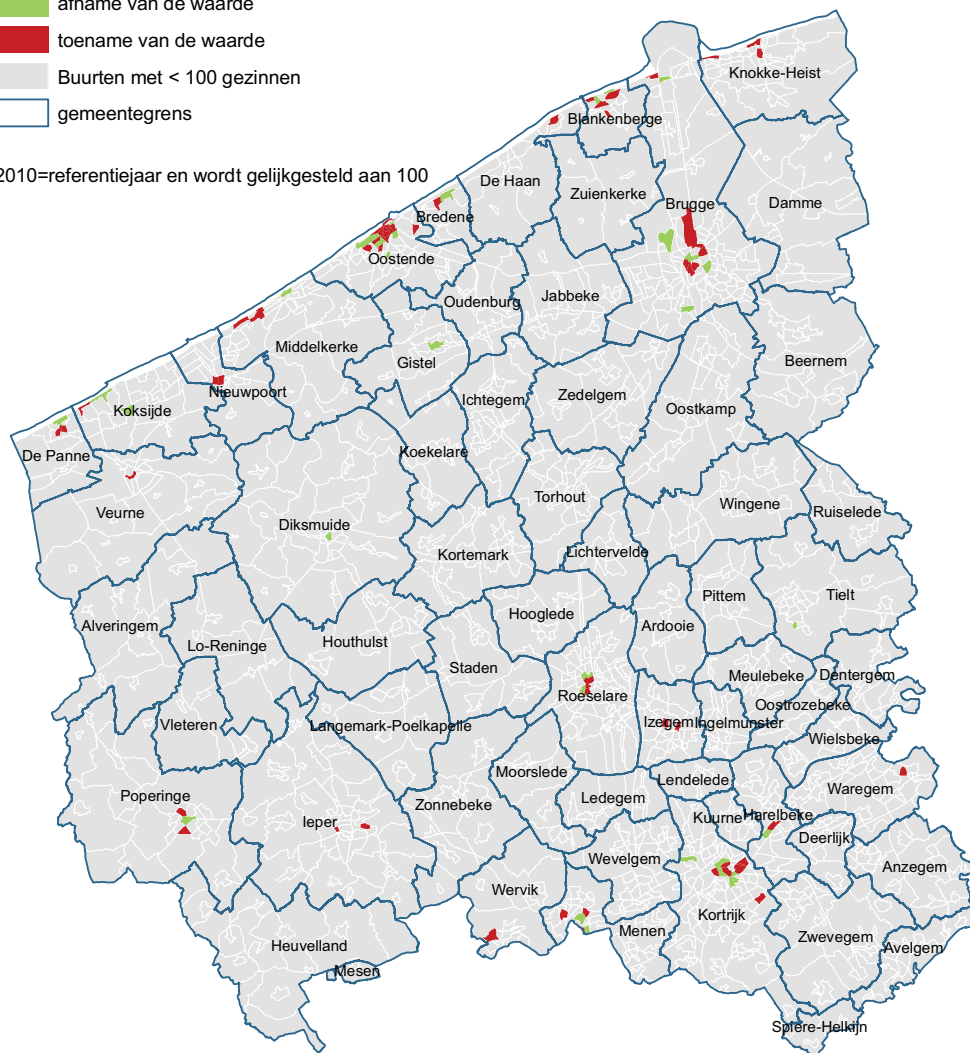 afname van de waarde
toename van de waarde
Buurten met < 100 gezinnen
gemeentegrens
2010=referentiejaar en wordt gelijkgesteld aan 100
Knokke-Heist
Blankenberge
De Haan
Zuienkerke
Brugge
Damme
Bredene
Oostende
Oudenburg
Jabbeke
Middelkerke
Gistel
Beernem
Nieuwpoort
Ichtegem
Zedelgem
Oostkamp
Koksijde
De Panne
Koekelare
Veurne
Diksmuide
Torhout
Wingene
Ruiselede
Kortemark
Lichtervelde
Pittem
Tielt
Alveringem
Lo-Reninge
Houthulst
Hooglede
Ardooie
Staden
Roeselare
Meulebeke
Dentergem
Oostrozebeke
Vleteren
Langemark-Poelkapelle
Izegem
Ingelmunster
Wielsbeke
Moorslede
Lendelede
Waregem
Poperinge
Zonnebeke
Ledegem
Ieper
Kuurne
Harelbeke
Deerlijk
Wevelgem
Anzegem
Wervik
Kortrijk
Menen
Zwevegem
Avelgem
Heuvelland
Mesen
Spiere-Helkijn